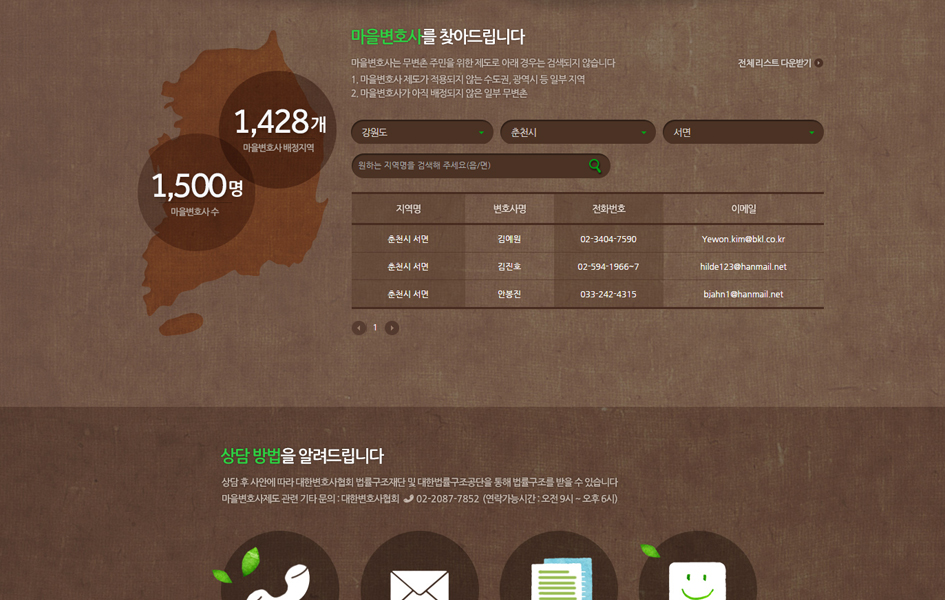 마을변호사를 찾아드립니다
마을변호사는 무변촌 주민을 위한 제도로 아래 경우는 검색되지 않습니다
1. 마을변호사 제도가 적용되지 않는 수도권, 광역시 등 일부 지역
2. 마을변호사가 아직 배정되지 않은 일부 무변촌
전체 리스트 다운받기
1,428개
마을변호사 배정지역
1,500명
마을변호사 수
강원도 춘천시 서면
원하는 지역명을 검색해 주세요(읍/면)
지역명 변호사명 전화번호 이메일
춘천시 서면 김예원 02-3404-7590 Yewon.kim@bkl.co.kr
춘천시 서면 김진호 02-594-1966~7 hilde123@hanmail.net
춘천시 서면 안봉진 033-242-4315 bjahn1@hanmail.net
1
상담 방법을 알려드립니다
상담 후 사안에 따라 대한변호사협회 법률구조재단 및 대한법률구조공단을 통해 법률구조를 받을 수 있습니다
마을변호사제도 관련 기타 문의 : 대한변호사협회 02-2087-7852 (연락가능시간 : 오전 9시 ~ 오후 6시)